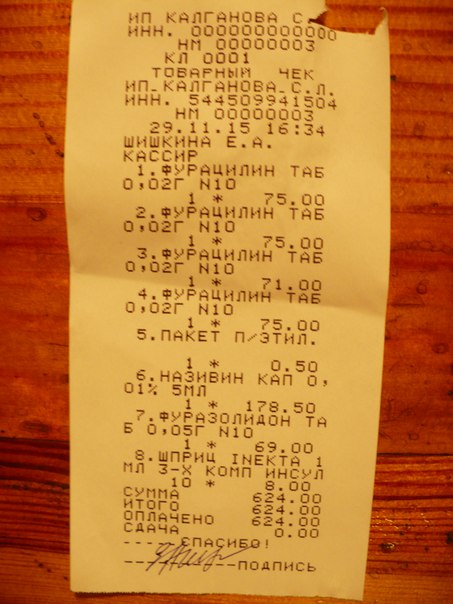 ИП КАЛГАНОВА С.
ИНН. 000000000000
НМ 00000003
КЛ 0001
ТОВАРНЫЙ ЧЕК
ИП КАЛГАНОВА С.Л.
ИНН. 544509941504
НМ 00000003
29.11.15 16:34
ШИШКИНА Е.А.
КАССИР
1.ФУРАЦИЛИН ТАБ
0,02Г N10
1 * 75.00
2.ФУРАЦИЛИН ТАБ
0,02Г N10
1 * 75.00
3.ФУРАЦИЛИН ТАБ
0,02Г N10
1 * 71.00
4.ФУРАЦИЛИН ТАБ
0,02Г N10
1 * 75.00
5.ПАКЕТ П/ЭТИЛ.
1 * 0.50
6.НАЗИВИН КАП 0,
01% 5МЛ
1 * 178.50
7.ФУРАЗОЛИДОН ТА
Б 0,05Г N10
1 * 69.00
8.ШПРИЦ INEKTA 1
МЛ 3-Х КОМП ИНСУЛ
10 * 8.00
СУММА 624.00
ИТОГО 624.00
ОПЛАЧЕНО 624.00
СДАЧА 0.00
-----СПАСИБО!
--ПОДПИСЬ